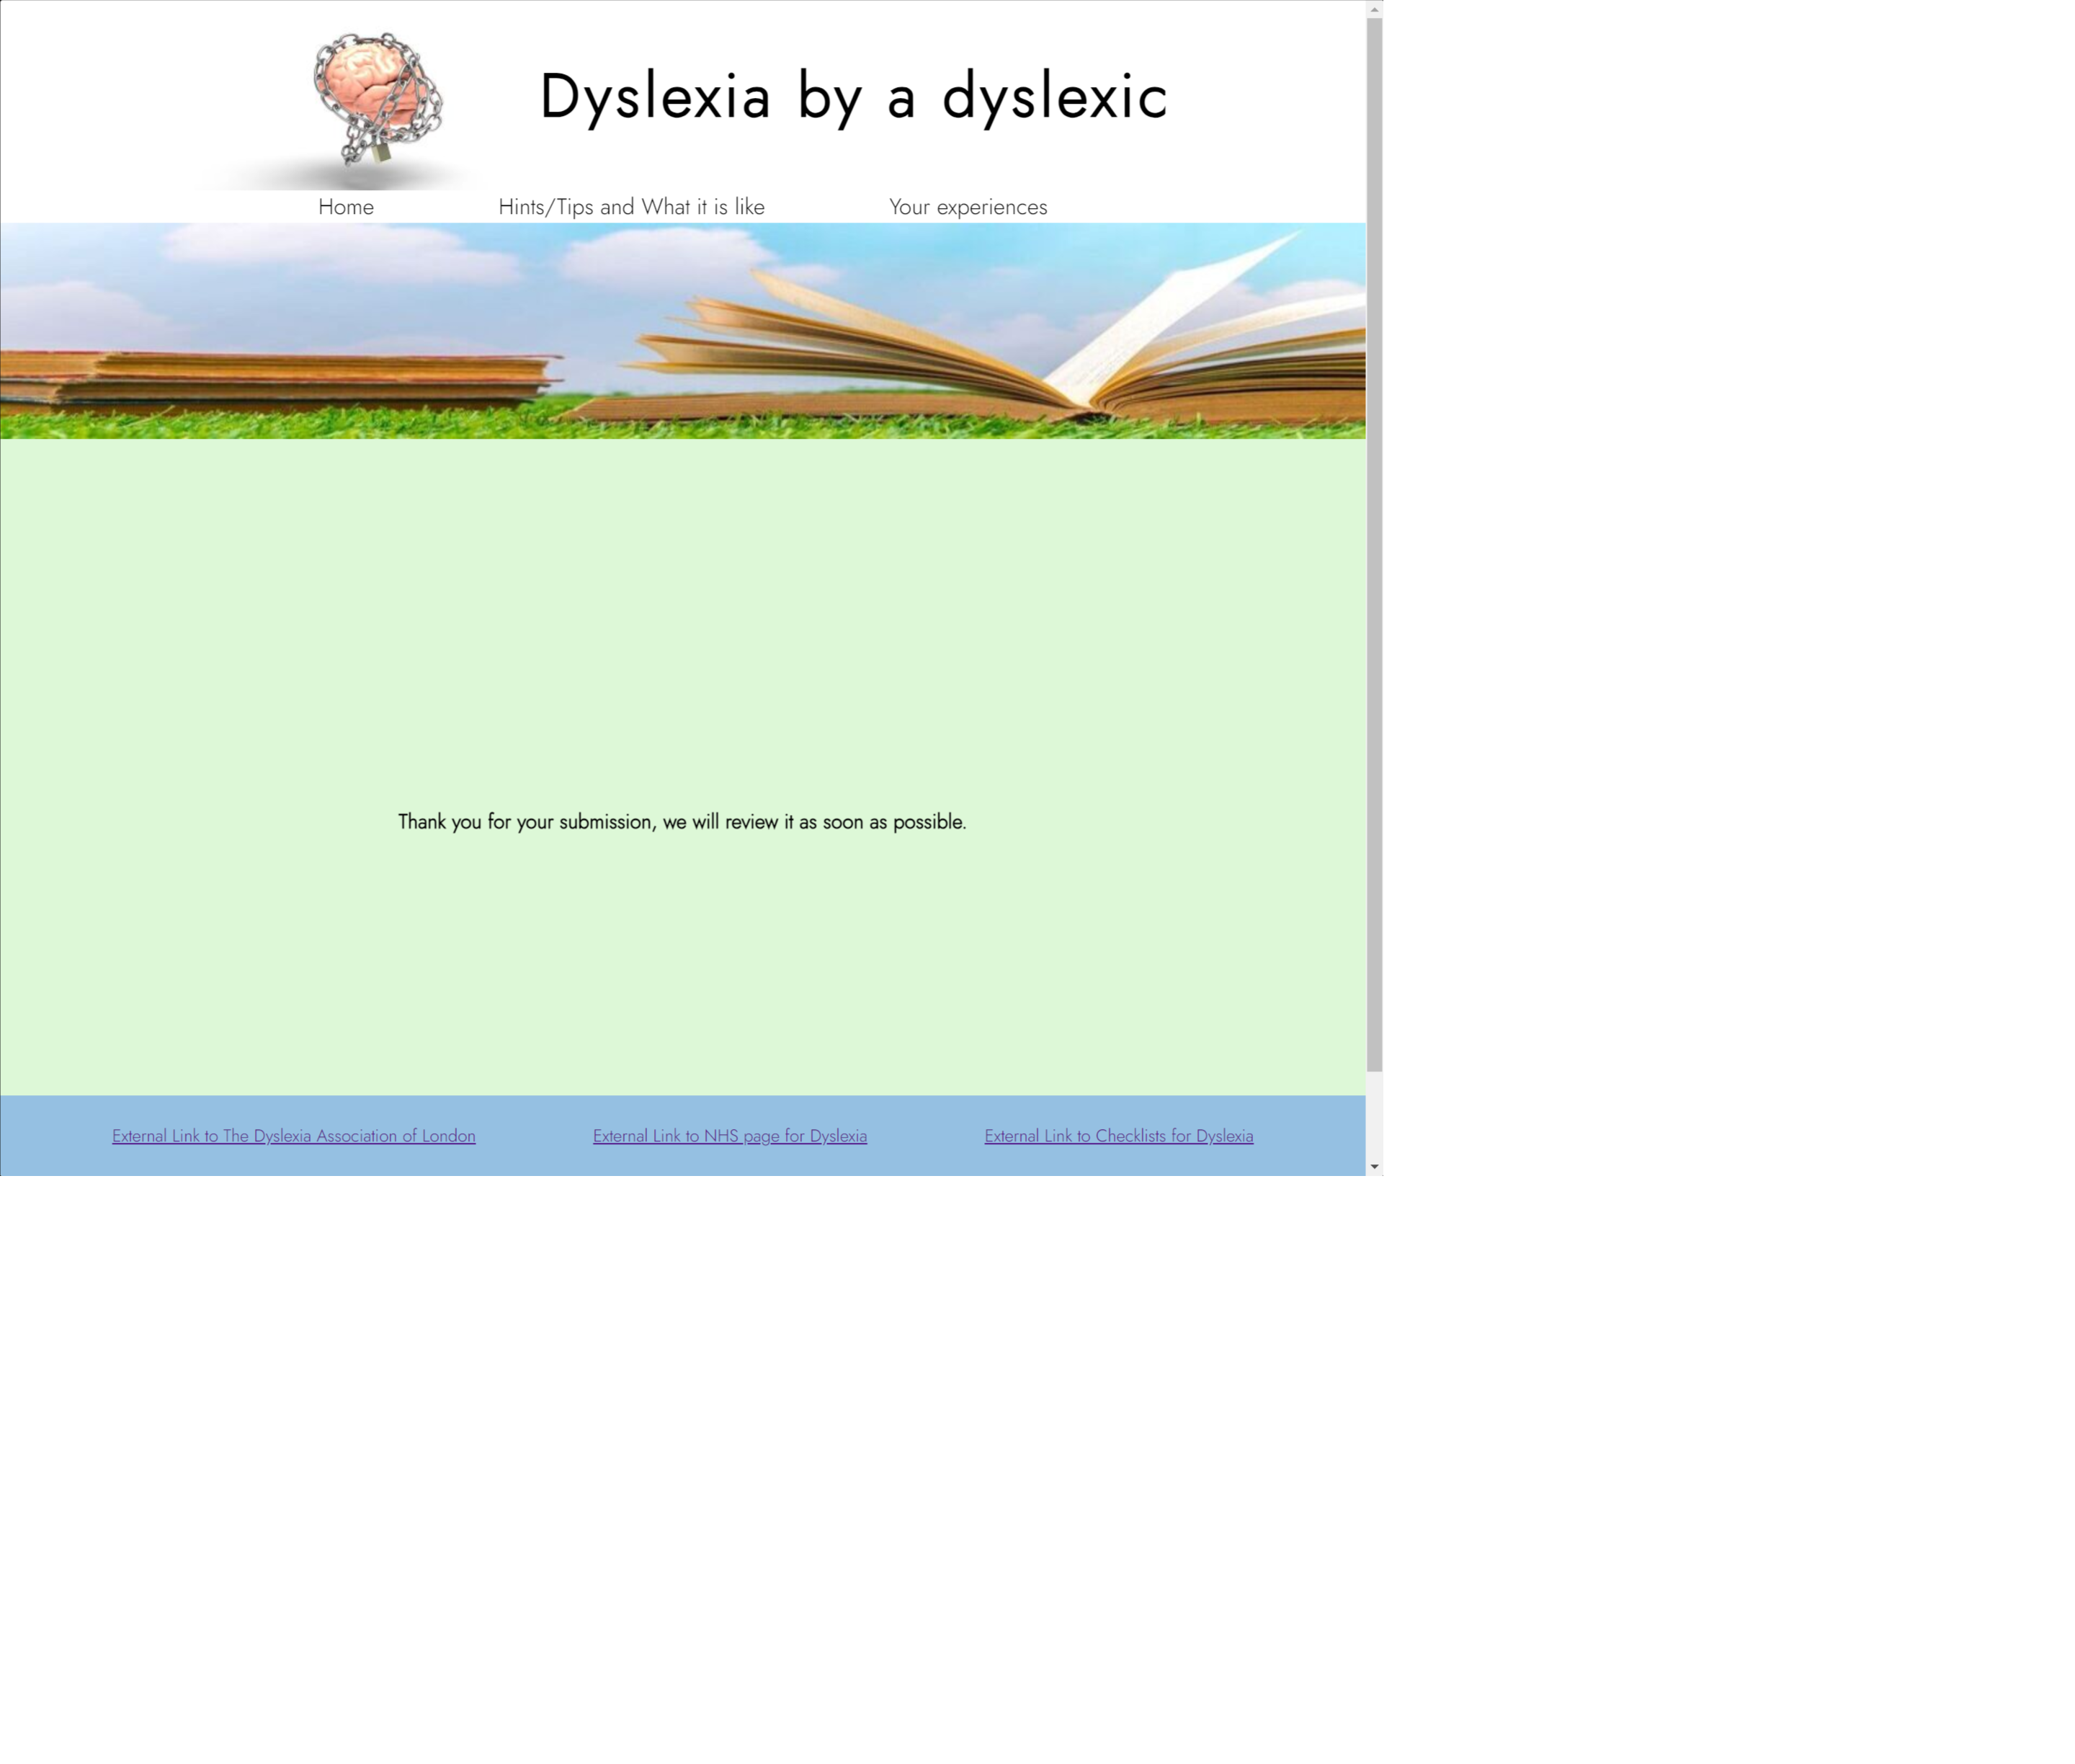 Dyslexia by a dyslexic
Home Hints/Tips and What it is like Your experiences
Thank you for your submission, we will review it as soon as possible.
External Link to The Dyslexia Association of London External Link to NHS page for Dyslexia External Link to Checklists for Dyslexia